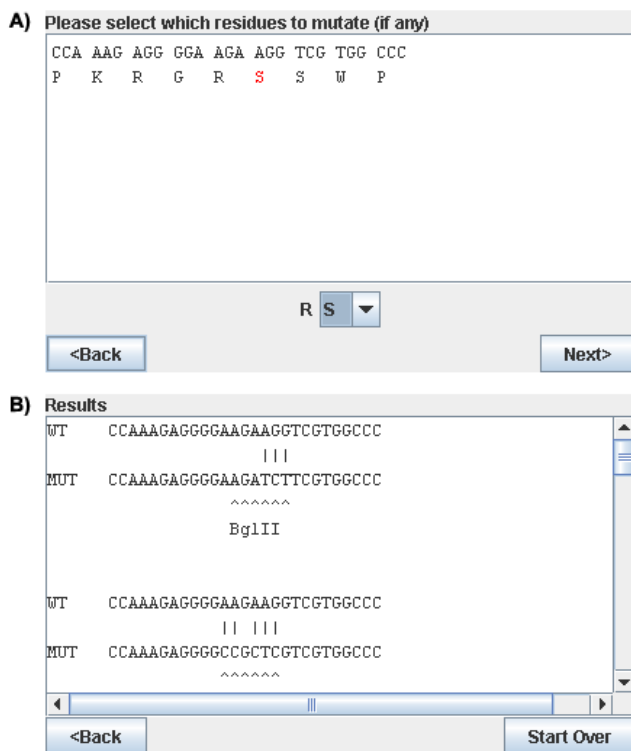 A) Please select which residues to mutate (if any)
CCA AAG AGG GGA AGA AGG TCG TGG CCC
P K R G R S S W P
R S
<Back Next>
B) Results
WT CCAAAGAGGGGAAGAAGGTCGTGGCCC
|||
MUT CCAAAGAGGGGAAGATCTTCGTGGCCC
^^^^^^
BglII
WT CCAAAGAGGGGAAGAAGGTCGTGGCCC
|| |||
MUT CCAAAGAGGGGCCGCTCGTCGTGGCCC
^^^^^^
<Back Start Over